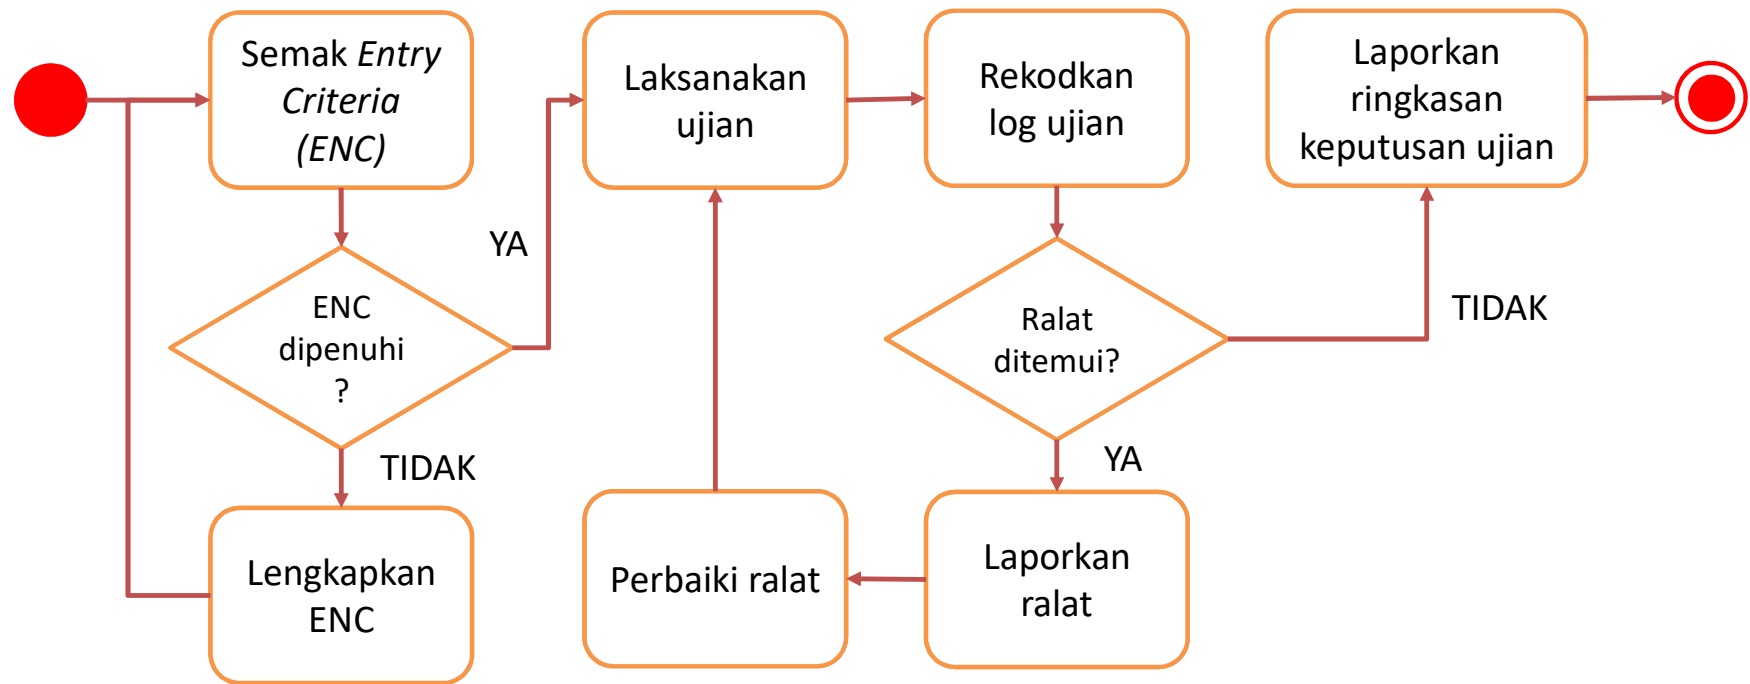 Semak Entry
Criteria
(ENC)
ENC
dipenuhi
?
YA
TIDAK
Lengkapkan
ENC
Laksanakan
ujian
Rekodkan
log ujian
Ralat
ditemui?
YA
Laporkan
ralat
Perbaiki ralat
TIDAK
Laporkan
ringkasan
keputusan ujian